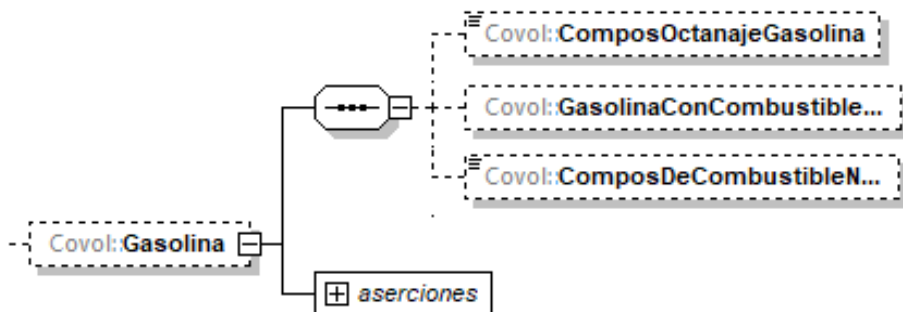 Covol::ComposOctanajeGasolina
Covol::GasolinaConCombustible...
Covol::ComposDeCombustibleN...
Covol::Gasolina
aserciones